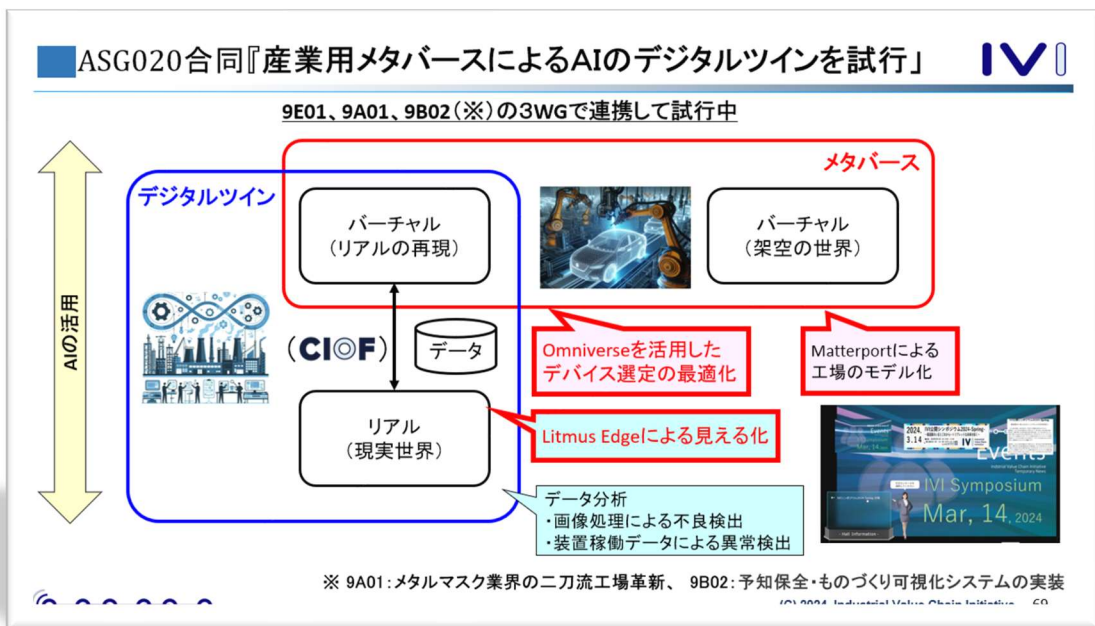 ASG020合同『産業用メタバースによるAIのデジタルツインを試行」
IVI
9E01、9A01、9B02(※)の3WGで連携して試行中
メタバース
デジタルツイン
バーチャル
(リアルの再現)
バーチャル
(架空の世界)
AIの活用
(CIOF)
データ
Omniverseを活用した
デバイス選定の最適化
Matterportによる
工場のモデル化
リアル
(現実世界)
Litmus Edgeによる見える化
データ分析
・画像処理による不良検出
・装置稼働データによる異常検出
2024.
3.14
IVI
Events
IVI Symposium
Mar, 14, 2024
Hall Information
※ 9A01:メタルマスク業界の二刀流工場革新、 9B02:予知保全・ものづくり可視化システムの実装
(C) 2024 Industrial Value Chain Initiative 69